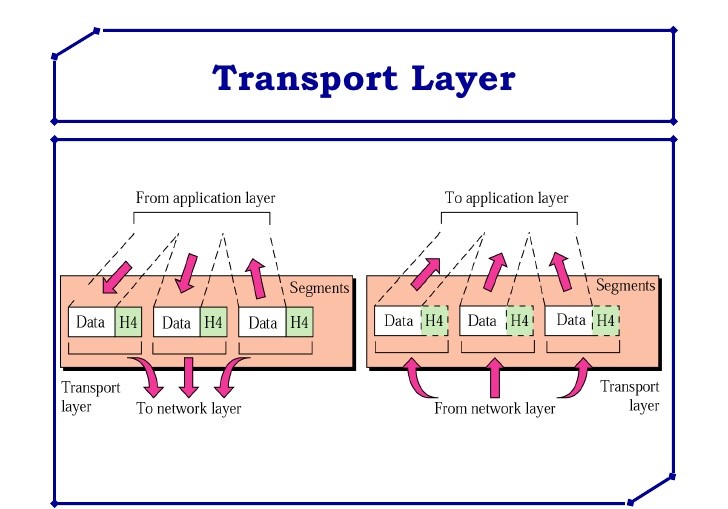 Transport Layer
From application layer
Segments
Data H4 Data H4 Data H4
Transport
layer
To network layer
To application layer
Segments
Data H4 Data H4 Data H4
From network layer
Transport
layer